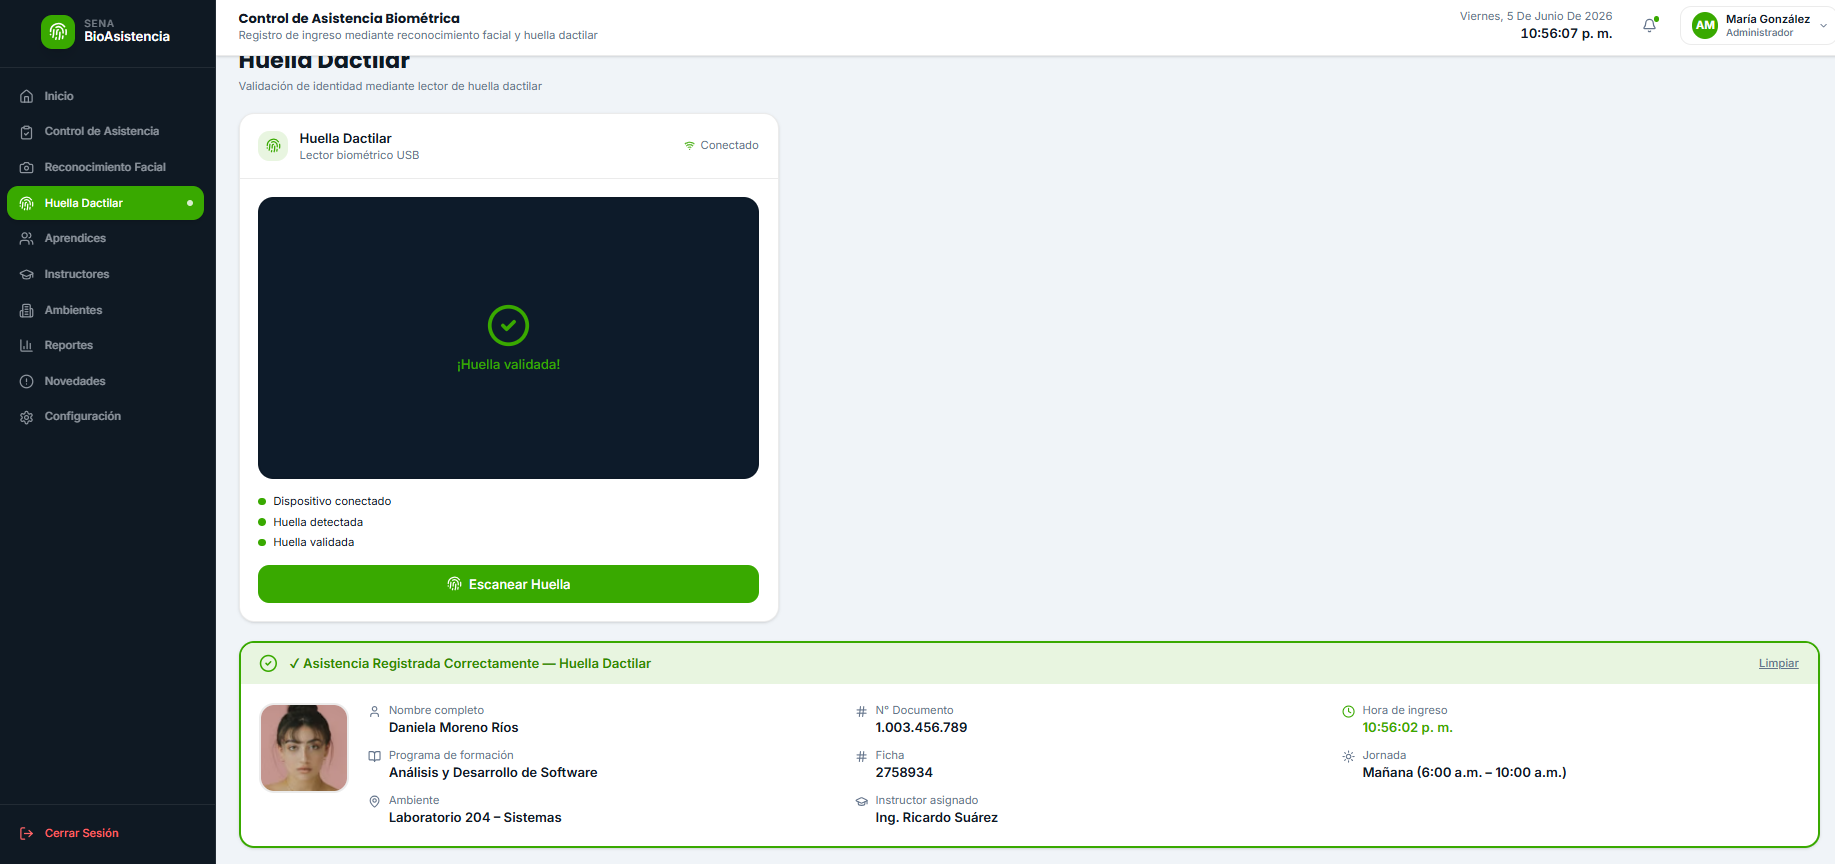 SENA
BioAsistencia
Inicio
Control de Asistencia
Reconocimiento Facial
Huella Dactilar
Aprendices
Instructores
Ambientes
Reportes
Novedades
Configuración
Cerrar Sesión
Control de Asistencia Biométrica
Registro de ingreso mediante reconocimiento facial y huella dactilar
Viernes, 5 De Junio De 2026
10:56:07 p. m.
AM
María González
Administrador
Huella Dactilar
Validación de identidad mediante lector de huella dactilar
Huella Dactilar
Lector biométrico USB
Conectado
¡Huella validada!
Dispositivo conectado
Huella detectada
Huella validada
Escanear Huella
✓ Asistencia Registrada Correctamente — Huella Dactilar
Limpiar
Nombre completo
Daniela Moreno Ríos
Programa de formación
Análisis y Desarrollo de Software
Ambiente
Laboratorio 204 – Sistemas
N° Documento
1.003.456.789
Ficha
2758934
Instructor asignado
Ing. Ricardo Suárez
Hora de ingreso
10:56:02 p. m.
Jornada
Mañana (6:00 a.m. – 10:00 a.m.)